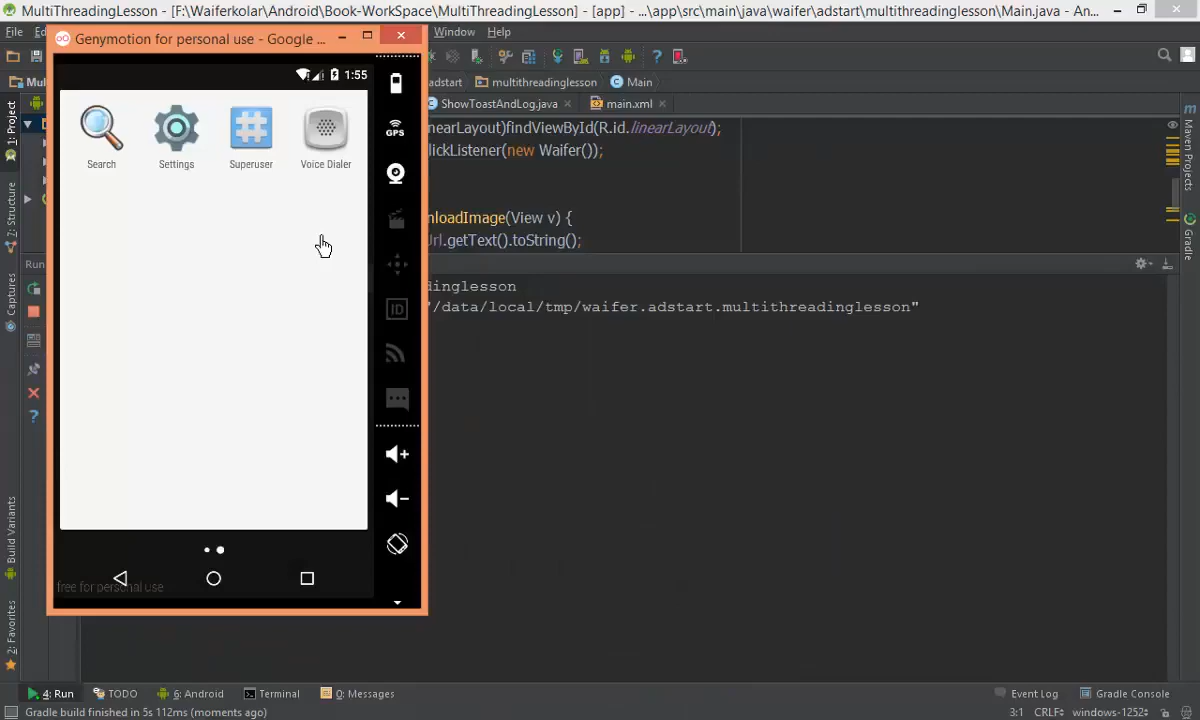 MultiThreadingLesson - [F:\Waiferkolar\Android\Book-WorkSpace\MultiThreadingLesson] - [app] - ...\app\src\main\java\waifer\adstart\multithreadinglesson\Main.java - An...
File
Window Help
Genymotion for personal use - Google ...
adstart multithreadinglesson Main
ShowToastAndLog.java main.xml
1:55
Search Settings Superuser Voice Dialer
GPS
ID
inearLayout)findViewById(R.id.linearLayout);
lickListener(new Waifer());
nloadImage(View v) {
Url.getText().toString();
Run
dinglesson
"/data/local/tmp/waifer.adstart.multithreadinglesson"
free for personal use
1: Project
7: Structure
Captures
Build Variants
2: Favorites
Maven Projects
Gradle
4: Run TODO 6: Android Terminal 0: Messages Event Log Gradle Console
Gradle build finished in 5s 112ms (moments ago) 3:1 CRLF windows-1252